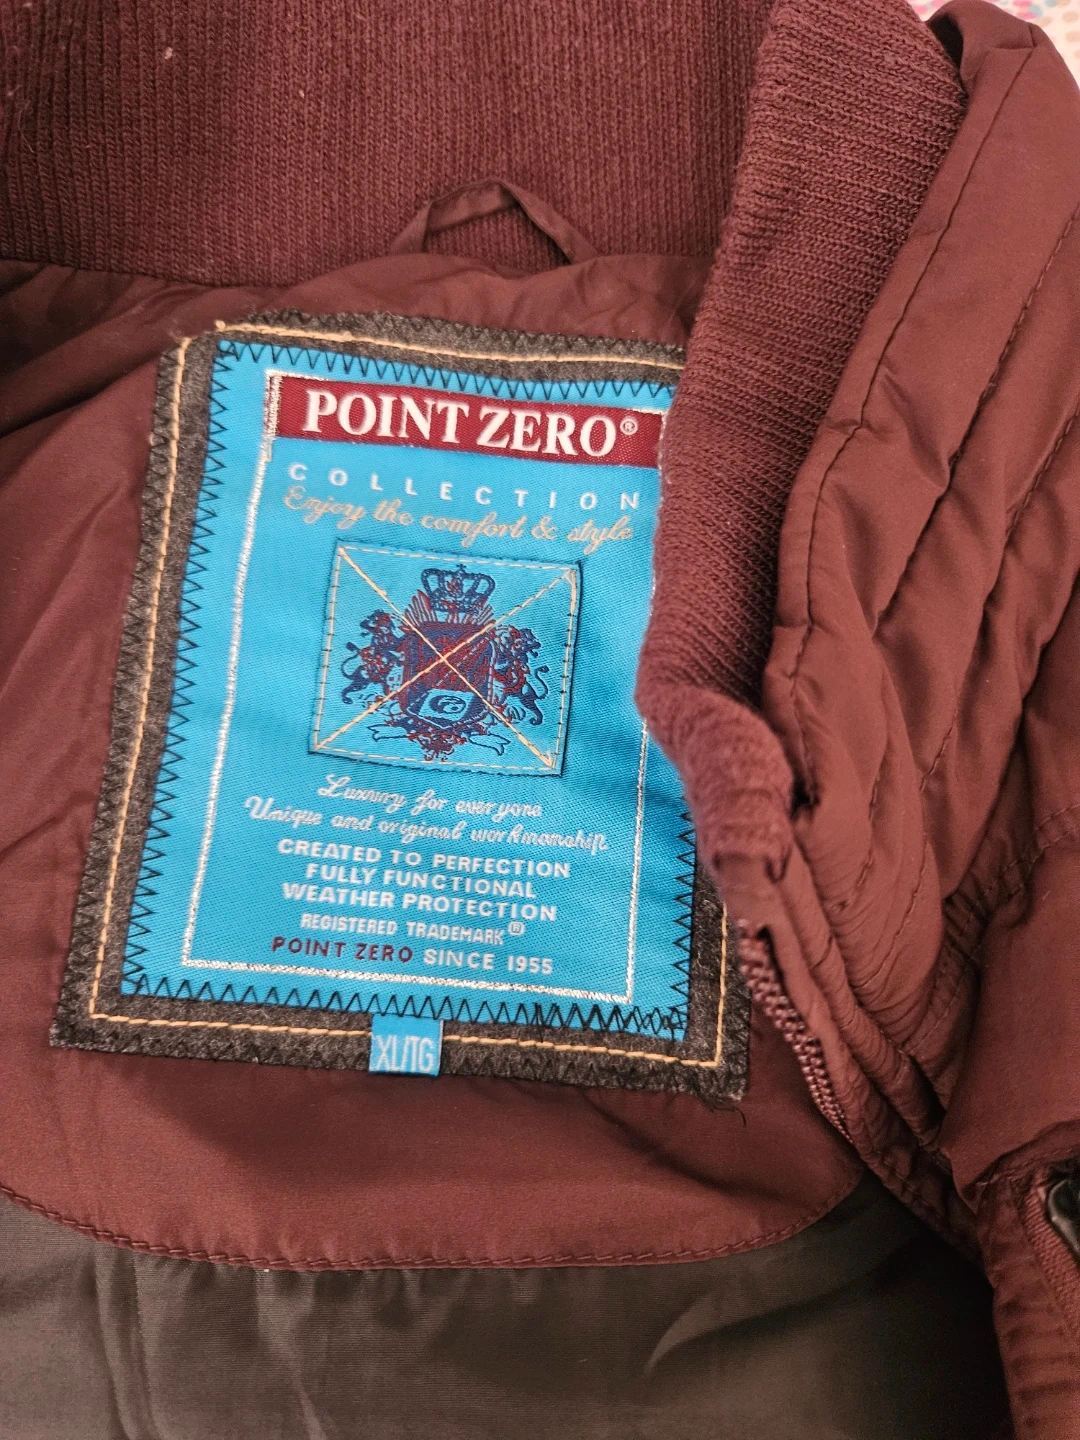 POINT ZERO®
COLLECTION
Enjoy the comfort & style
Luxury for everyone
Unique and original workmanship
CREATED TO PERFECTION
FULLY FUNCTIONAL
WEATHER PROTECTION
REGISTERED TRADEMARK®
POINT ZERO SINCE 1955
XL/TG